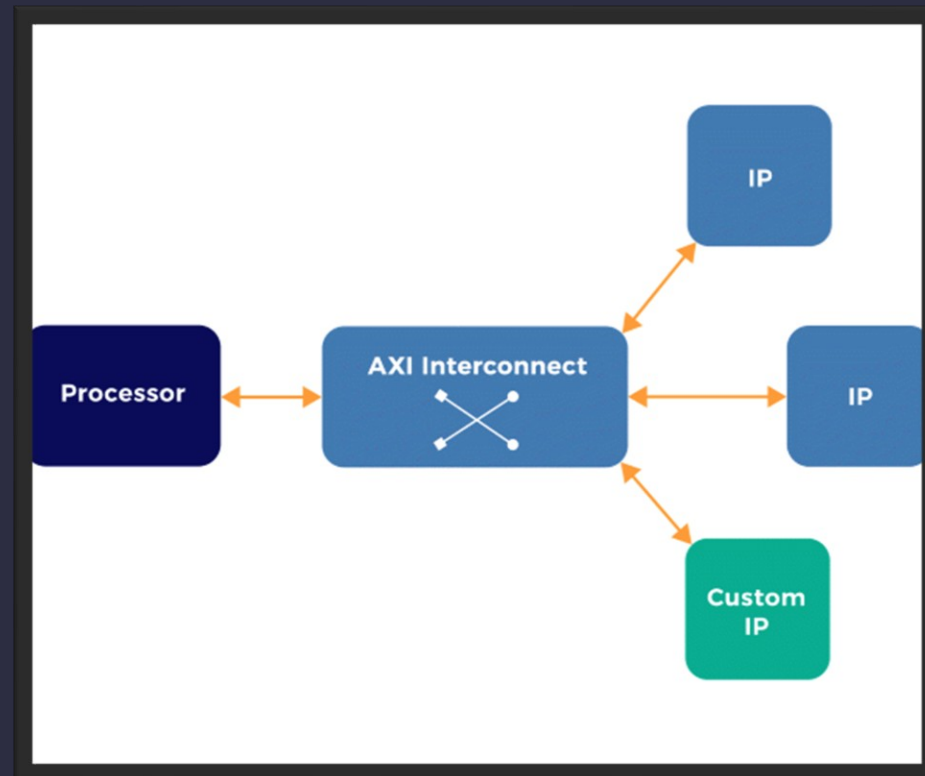 IP
Processor
AXI Interconnect
IP
Custom
IP